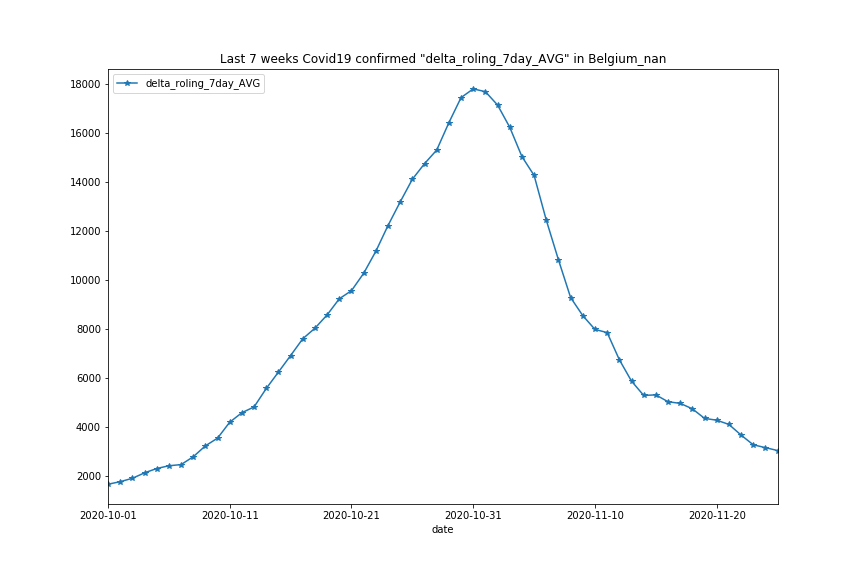 Last 7 weeks Covid19 confirmed "delta_roling_7day_AVG" in Belgium_nan
delta_roling_7day_AVG
18000
16000
14000
12000
10000
8000
6000
4000
2000
2020-10-01 2020-10-11 2020-10-21 2020-10-31 2020-11-10 2020-11-20
date